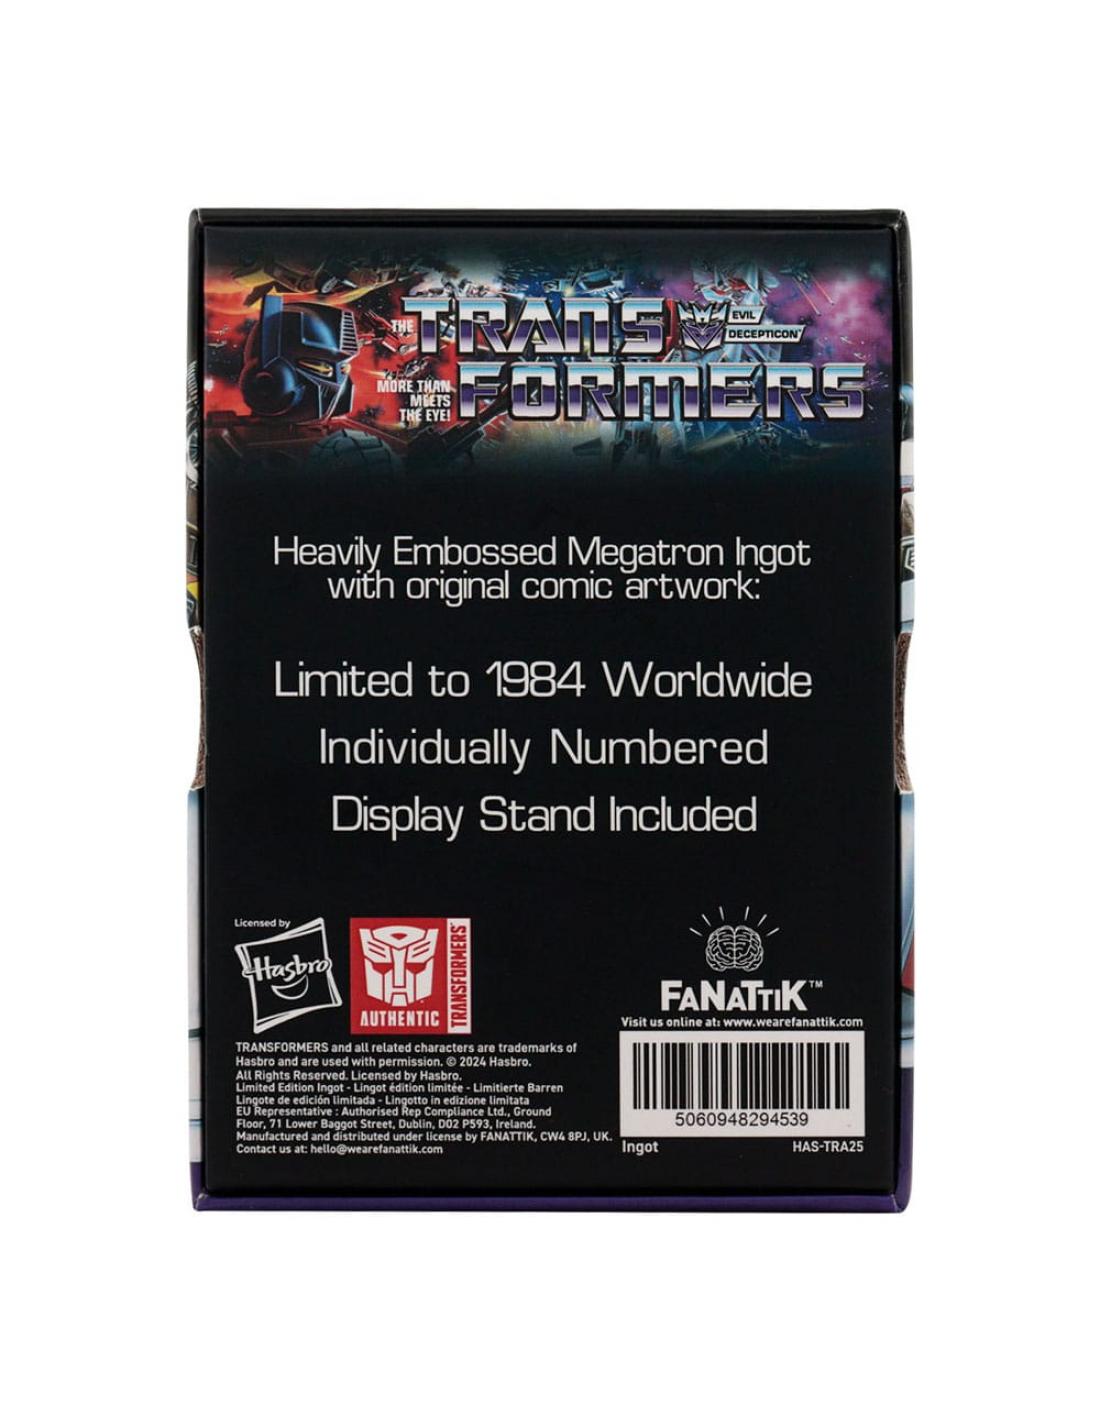 THE TRANS
EVIL
DECEPTICON™
MORE THAN
MEETS
THE EYE!
FORMERS
Heavily Embossed Megatron Ingot
with original comic artwork:
Limited to 1984 Worldwide
Individually Numbered
Display Stand Included
Licensed by
Hasbro
AUTHENTIC
TRANSFORMERS
FANATTIK™
Visit us online at: www.wearefanattik.com
TRANSFORMERS and all related characters are trademarks of
Hasbro and are used with permission. © 2024 Hasbro.
All Rights Reserved. Licensed by Hasbro.
Limited Edition Ingot - Lingot édition limitée - Limitierte Barren
Lingote de edición limitada - Lingotto in edizione limitata
EU Representative : Authorised Rep Compliance Ltd., Ground
Floor, 71 Lower Baggot Street, Dublin, D02 P593, Ireland.
Manufactured and distributed under license by FANATTIK, CW4 8PJ, UK.
Contact us at: hello@wearefanattik.com
5060948294539
Ingot HAS-TRA25